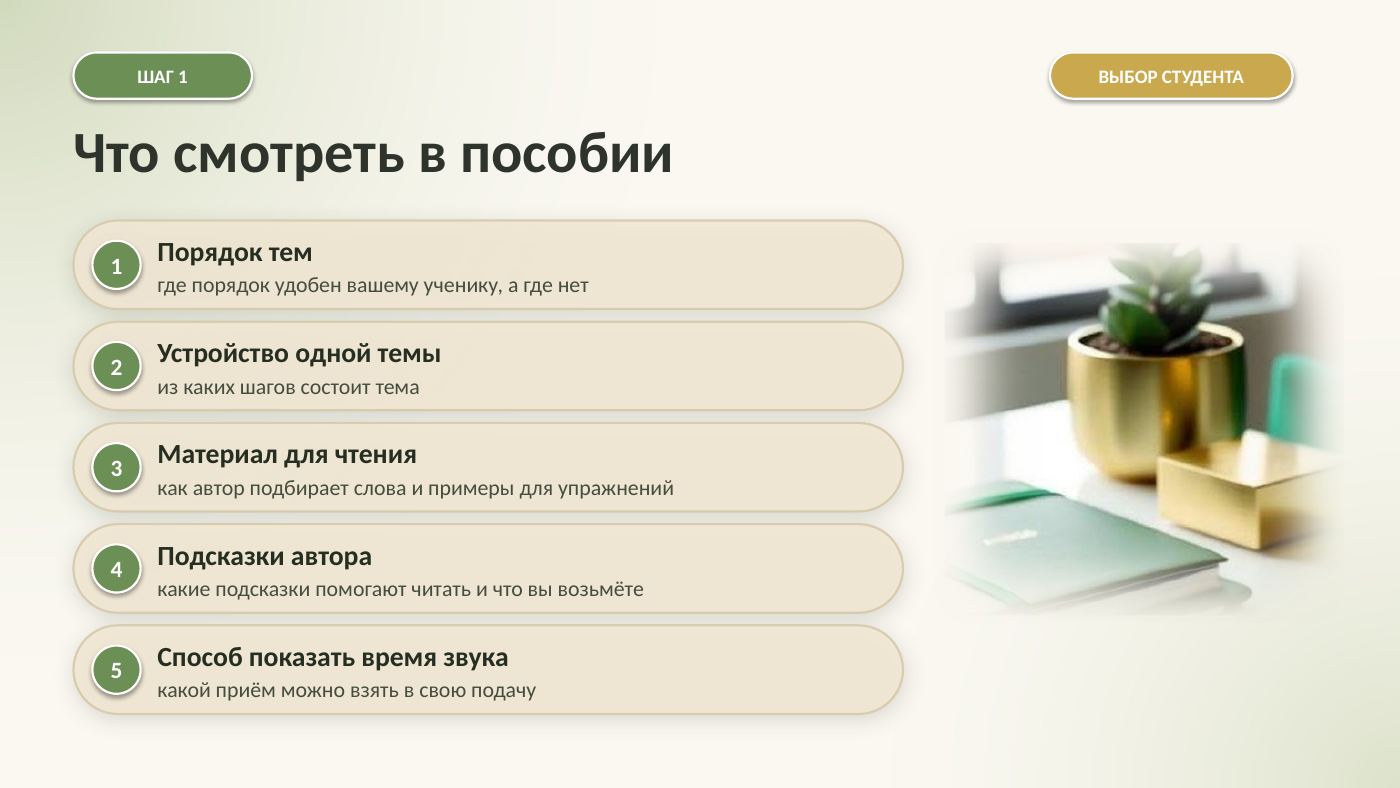 ШАГ 1
ВЫБОР СТУДЕНТА
Что смотреть в пособии
1
Порядок тем
где порядок удобен вашему ученику, а где нет
2
Устройство одной темы
из каких шагов состоит тема
3
Материал для чтения
как автор подбирает слова и примеры для упражнений
4
Подсказки автора
какие подсказки помогают читать и что вы возьмёте
5
Способ показать время звука
какой приём можно взять в свою подачу